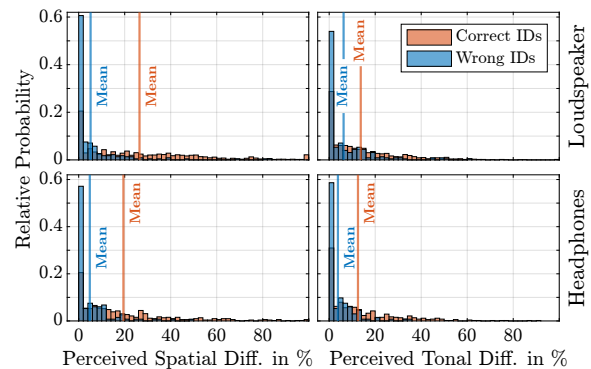 Relative Probability
0.6
0.4
0.2
0
Mean
Mean
Mean
Mean
Correct IDs
Wrong IDs
Loudspeaker
0.6
0.4
0.2
0
Mean
Mean
Mean
Mean
Headphones
0 20 40 60 80
0 20 40 60 80
Perceived Spatial Diff. in %
Perceived Tonal Diff. in %